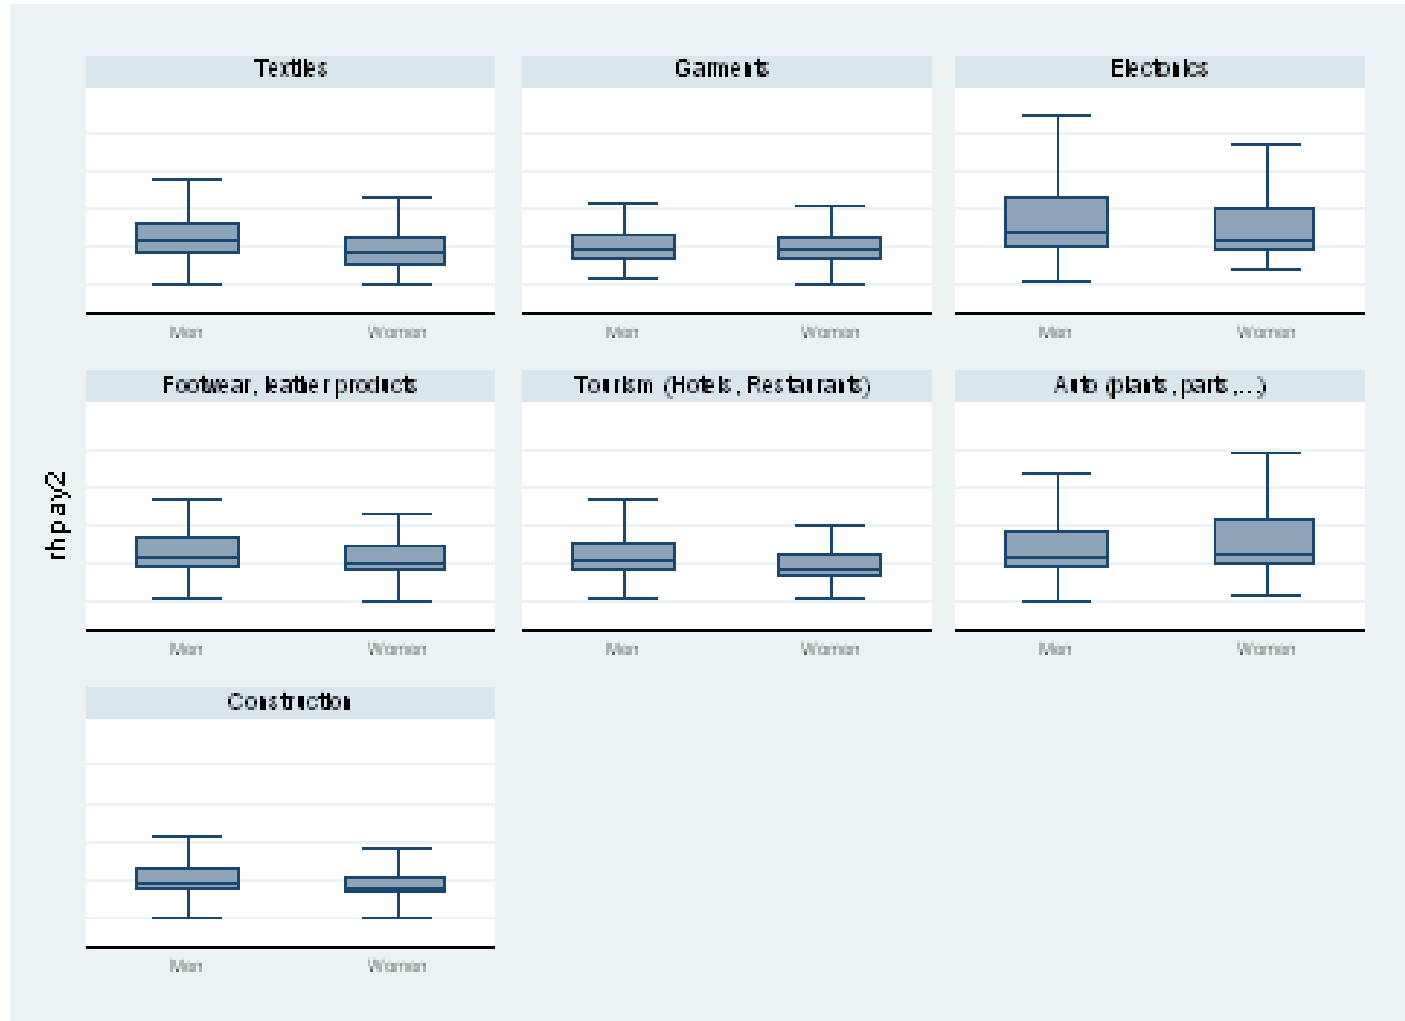 Textiles
Garments
Electonics
Men
Women
Men
Women
Men
Women
Footwear, leather products
Tourism (Hotels, Restaurants)
Auto (plants, parts,...)
rhpay2
Men
Women
Men
Women
Men
Women
Construction
Men
Women